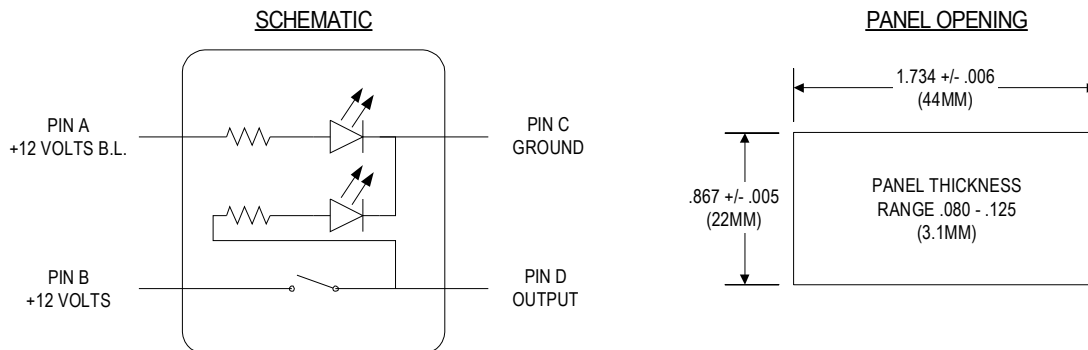 SCHEMATIC
PIN A
+12 VOLTS B.L.
PIN C
GROUND
PIN B
+12 VOLTS
PIN D
OUTPUT
PANEL OPENING
1.734 +/- .006
(44MM)
.867 +/- .005
(22MM)
PANEL THICKNESS
RANGE .080 - .125
(3.1MM)